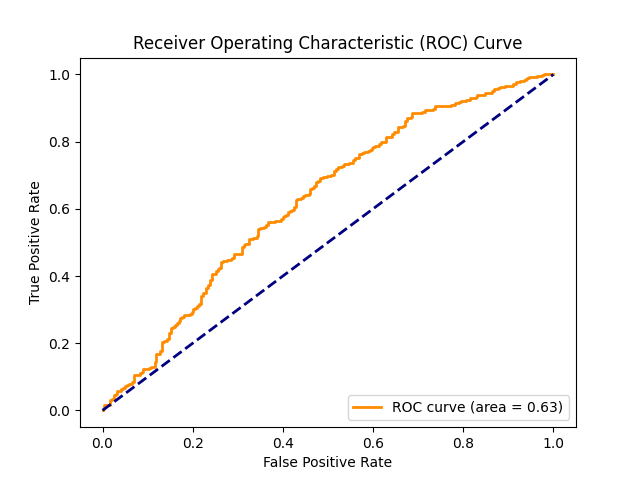 Receiver Operating Characteristic (ROC) Curve
True Positive Rate
1.0
0.8
0.6
0.4
0.2
0.0
ROC curve (area = 0.63)
0.0 0.2 0.4 0.6 0.8 1.0
False Positive Rate